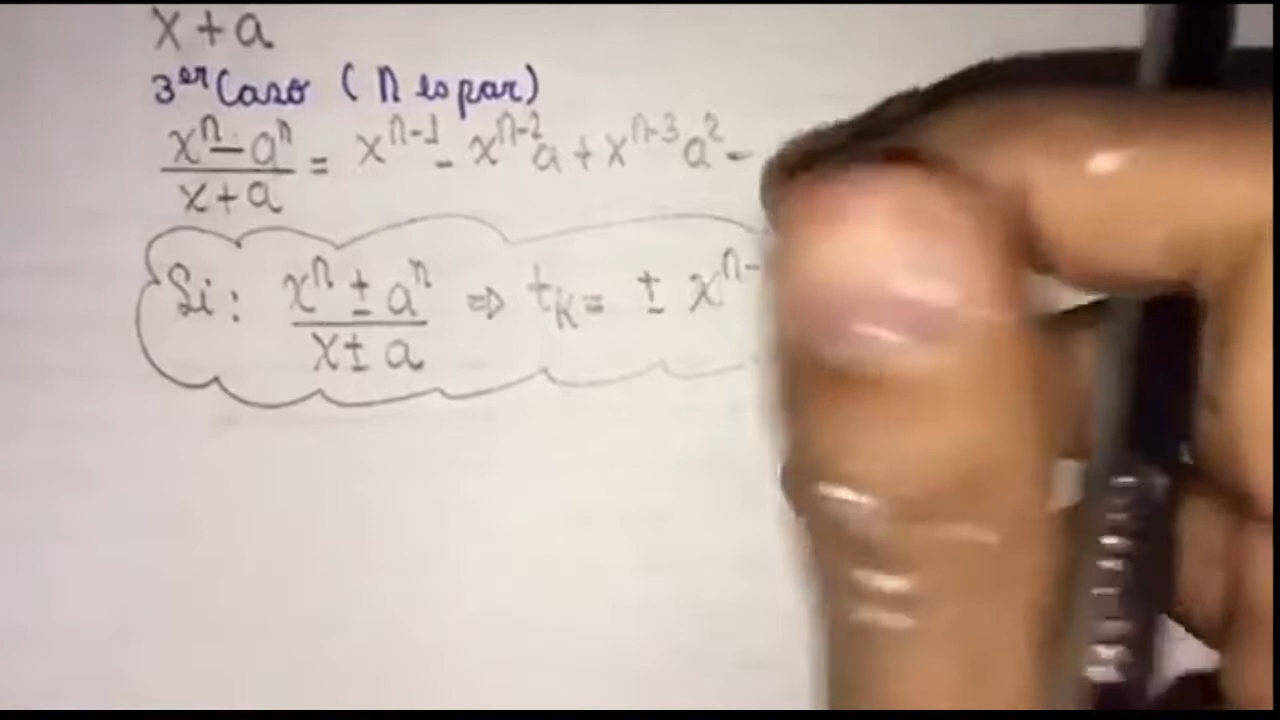 x+a
3er Caso (n es par)
xⁿ - aⁿ / x+a = xⁿ⁻¹ - xⁿ⁻²a + xⁿ⁻³a² -
Si: xⁿ ± aⁿ / x ± a ⇒ tₖ = ± xⁿ⁻